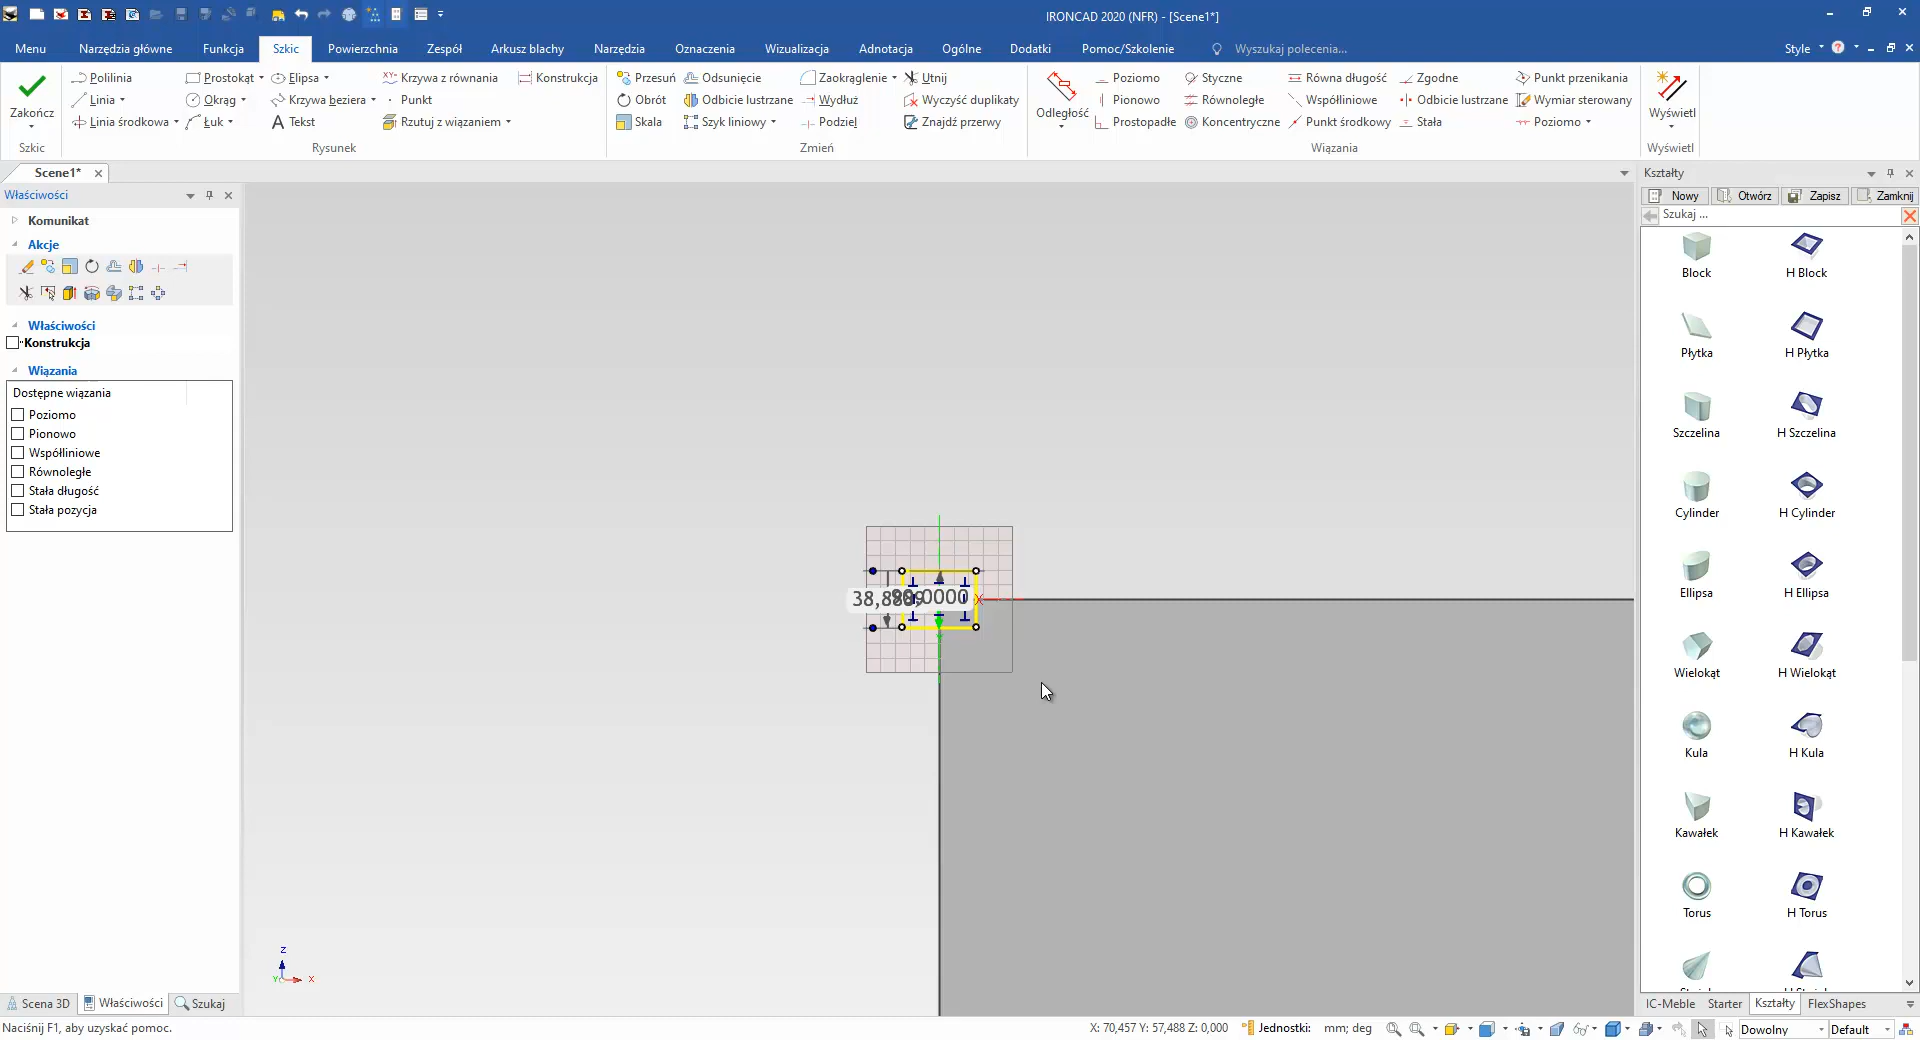 IRONCAD 2020 (NFR) - [Scene1*]
Menu Narzędzia główne Funkcja Szkic Powierzchnia Zespół Arkusz blachy Narzędzia Oznaczenia Wizualizacja Adnotacja Ogólne Dodatki Pomoc/Szkolenie Wyszukaj polecenia... Style
Polilinia Prostokąt Elipsa Krzywa z równania Konstrukcja Przesuń Odsunięcie Zaokrąglenie Utnij Poziomo Styczne Równa długość Zgodne Punkt przenikania
Linia Okrąg Krzywa beziera Punkt Obrót Odbicie lustrzane Wydłuż Wyczyść duplikaty Pionowo Równoległe Współliniowe Odbicie lustrzane Wymiar sterowany
Zakończ Odległość Wyświetl
Linia środkowa Łuk Tekst Rzutuj z wiązaniem Skala Szyk liniowy Podziel Znajdź przerwy Prostopadłe Koncentryczne Punkt środkowy Stała Poziomo
Szkic Rysunek Zmień Wiązania Wyświetl
Scene1*
Właściwości
Komunikat
Akcje
Właściwości
Konstrukcja
Wiązania
Dostępne wiązania
Poziomo
Pionowo
Współliniowe
Równoległe
Stała długość
Stała pozycja
Z
Y X
Scena 3D Właściwości Szukaj
Naciśnij F1, aby uzyskać pomoc.
X
Y
Kształty
Nowy Otwórz Zapisz Zamknij
Szukaj ...
Block H Block
Płytka H Płytka
Szczelina H Szczelina
Cylinder H Cylinder
Ellipsa H Ellipsa
Wielokąt H Wielokąt
Kula H Kula
Kawałek H Kawałek
Torus H Torus
IC-Meble Starter Kształty FlexShapes
X: 70,457 Y: 57,488 Z: 0,000 Jednostki: mm; deg Dowolny Default